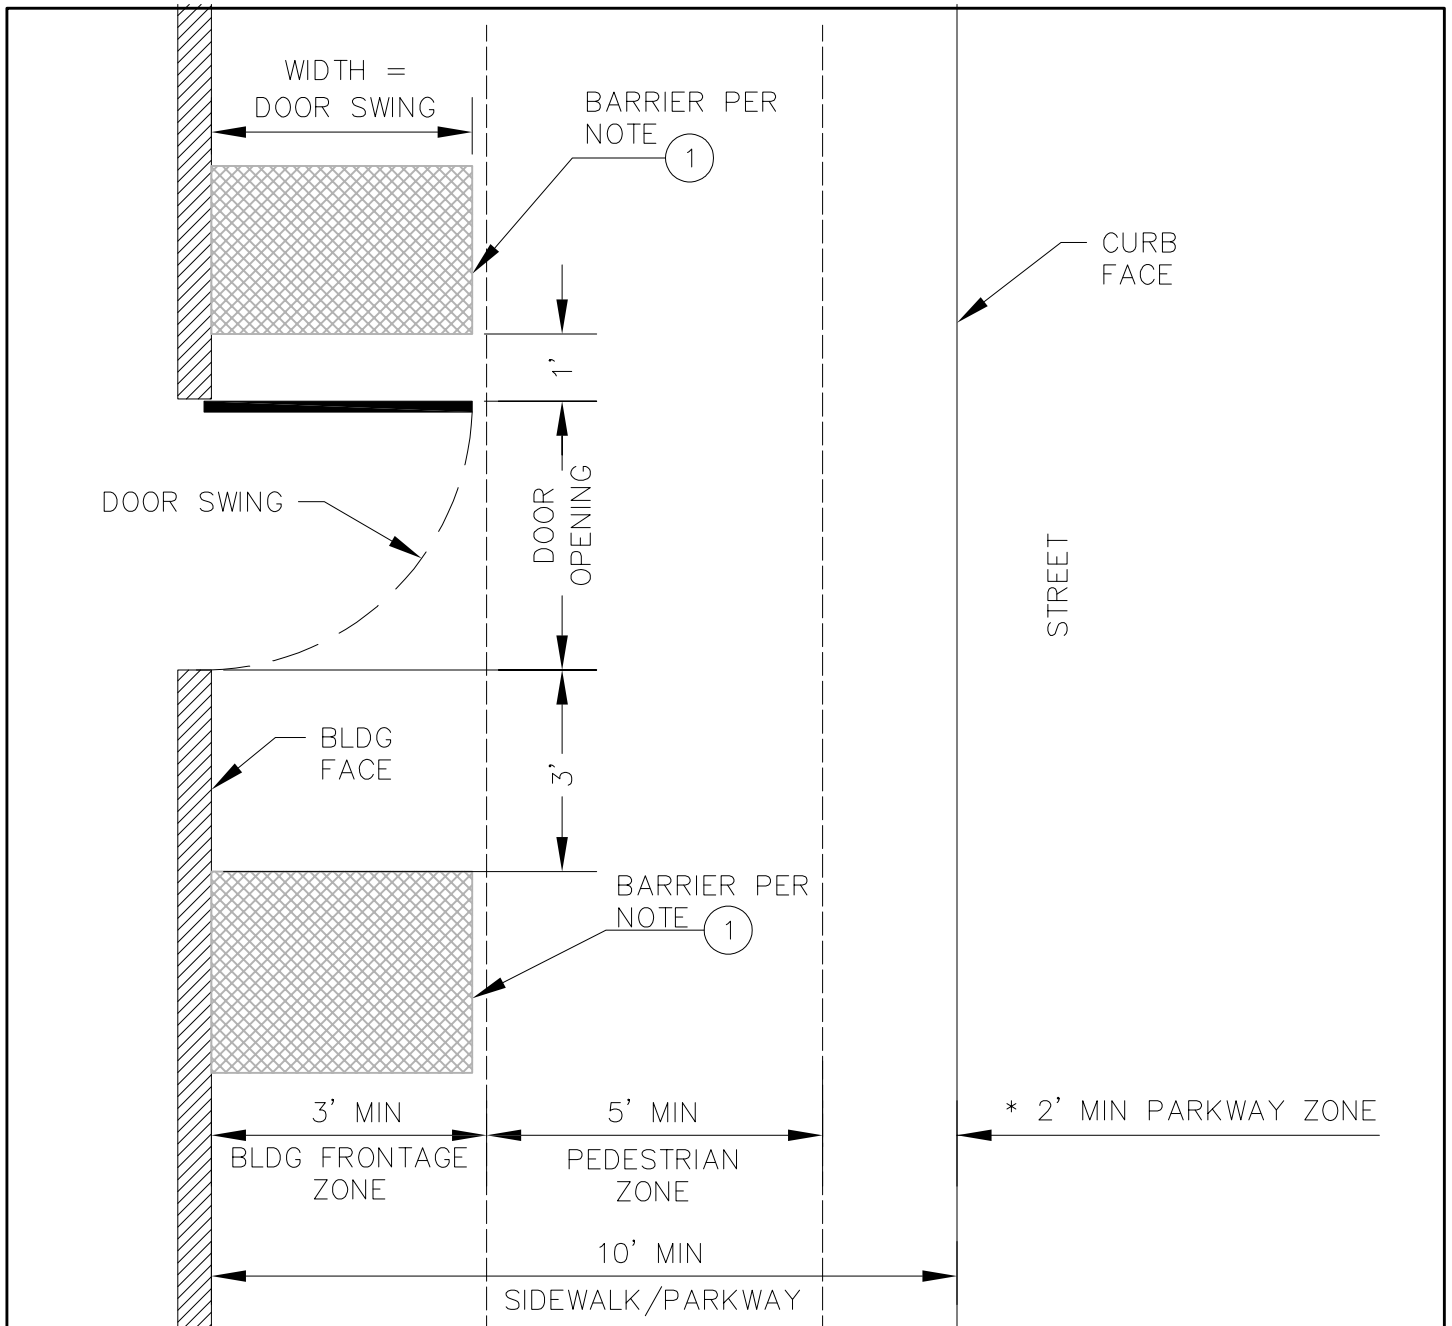 WIDTH =
DOOR SWING
BARRIER PER
NOTE 1
CURB
FACE
1'
DOOR SWING
DOOR
OPENING
STREET
BLDG
FACE
3'
BARRIER PER
NOTE 1
3' MIN
BLDG FRONTAGE
ZONE
5' MIN
PEDESTRIAN
ZONE
* 2' MIN PARKWAY ZONE
10' MIN
SIDEWALK/PARKWAY